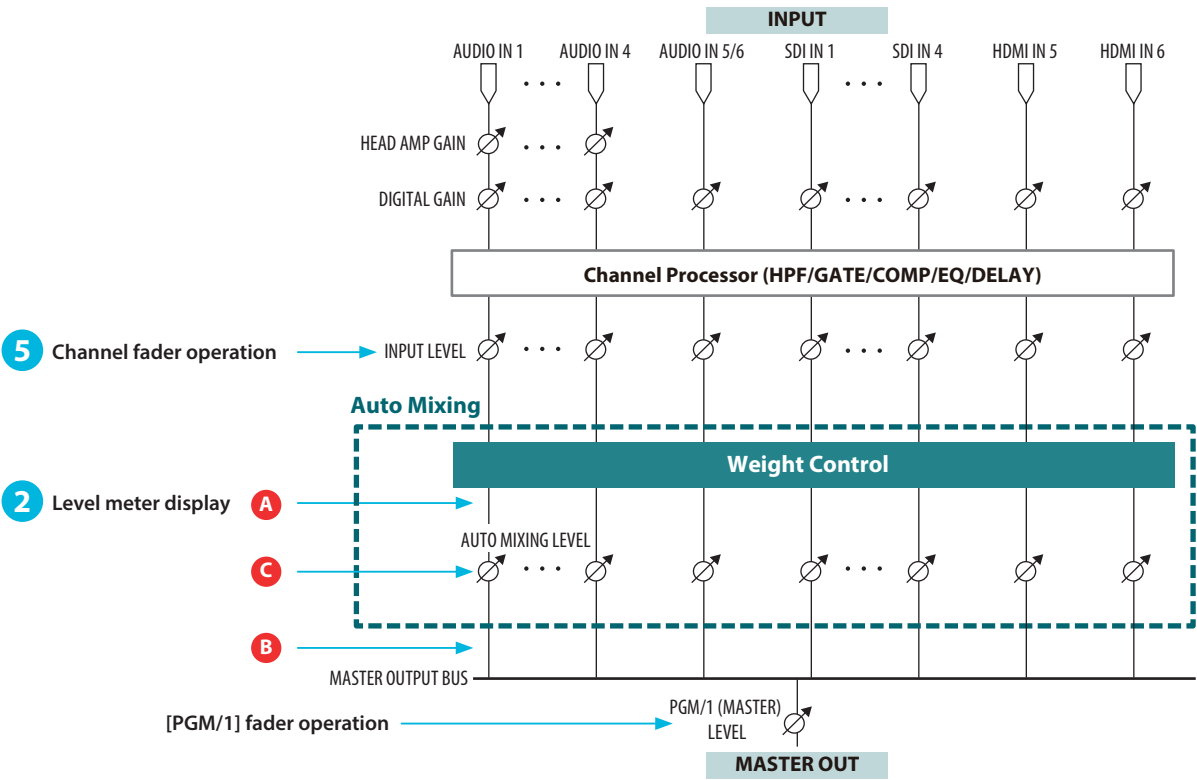 INPUT
AUDIO IN 1 AUDIO IN 4 AUDIO IN 5/6 SDI IN 1 SDI IN 4 HDMI IN 5 HDMI IN 6
HEAD AMP GAIN
DIGITAL GAIN
Channel Processor (HPF/GATE/COMP/EQ/DELAY)
5 Channel fader operation INPUT LEVEL
Auto Mixing
Weight Control
2 Level meter display A
AUTO MIXING LEVEL
C
B
MASTER OUTPUT BUS
[PGM/1] fader operation
PGM/1 (MASTER)
LEVEL
MASTER OUT